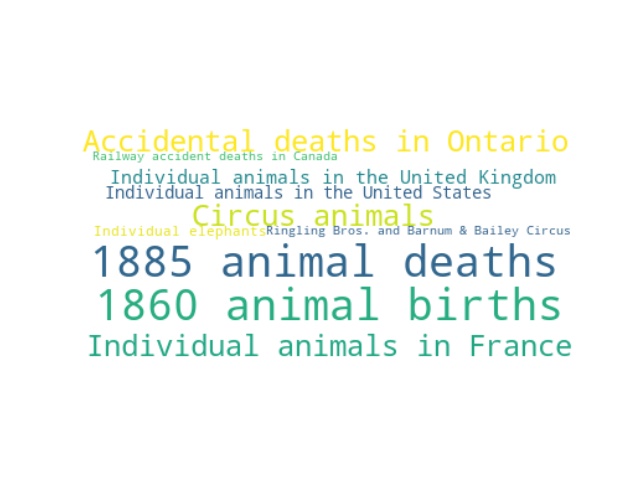 Accidental deaths in Ontario
Railway accident deaths in Canada
Individual animals in the United Kingdom
Individual animals in the United States
Circus animals
Individual elephants
Ringling Bros. and Barnum & Bailey Circus
1885 animal deaths
1860 animal births
Individual animals in France